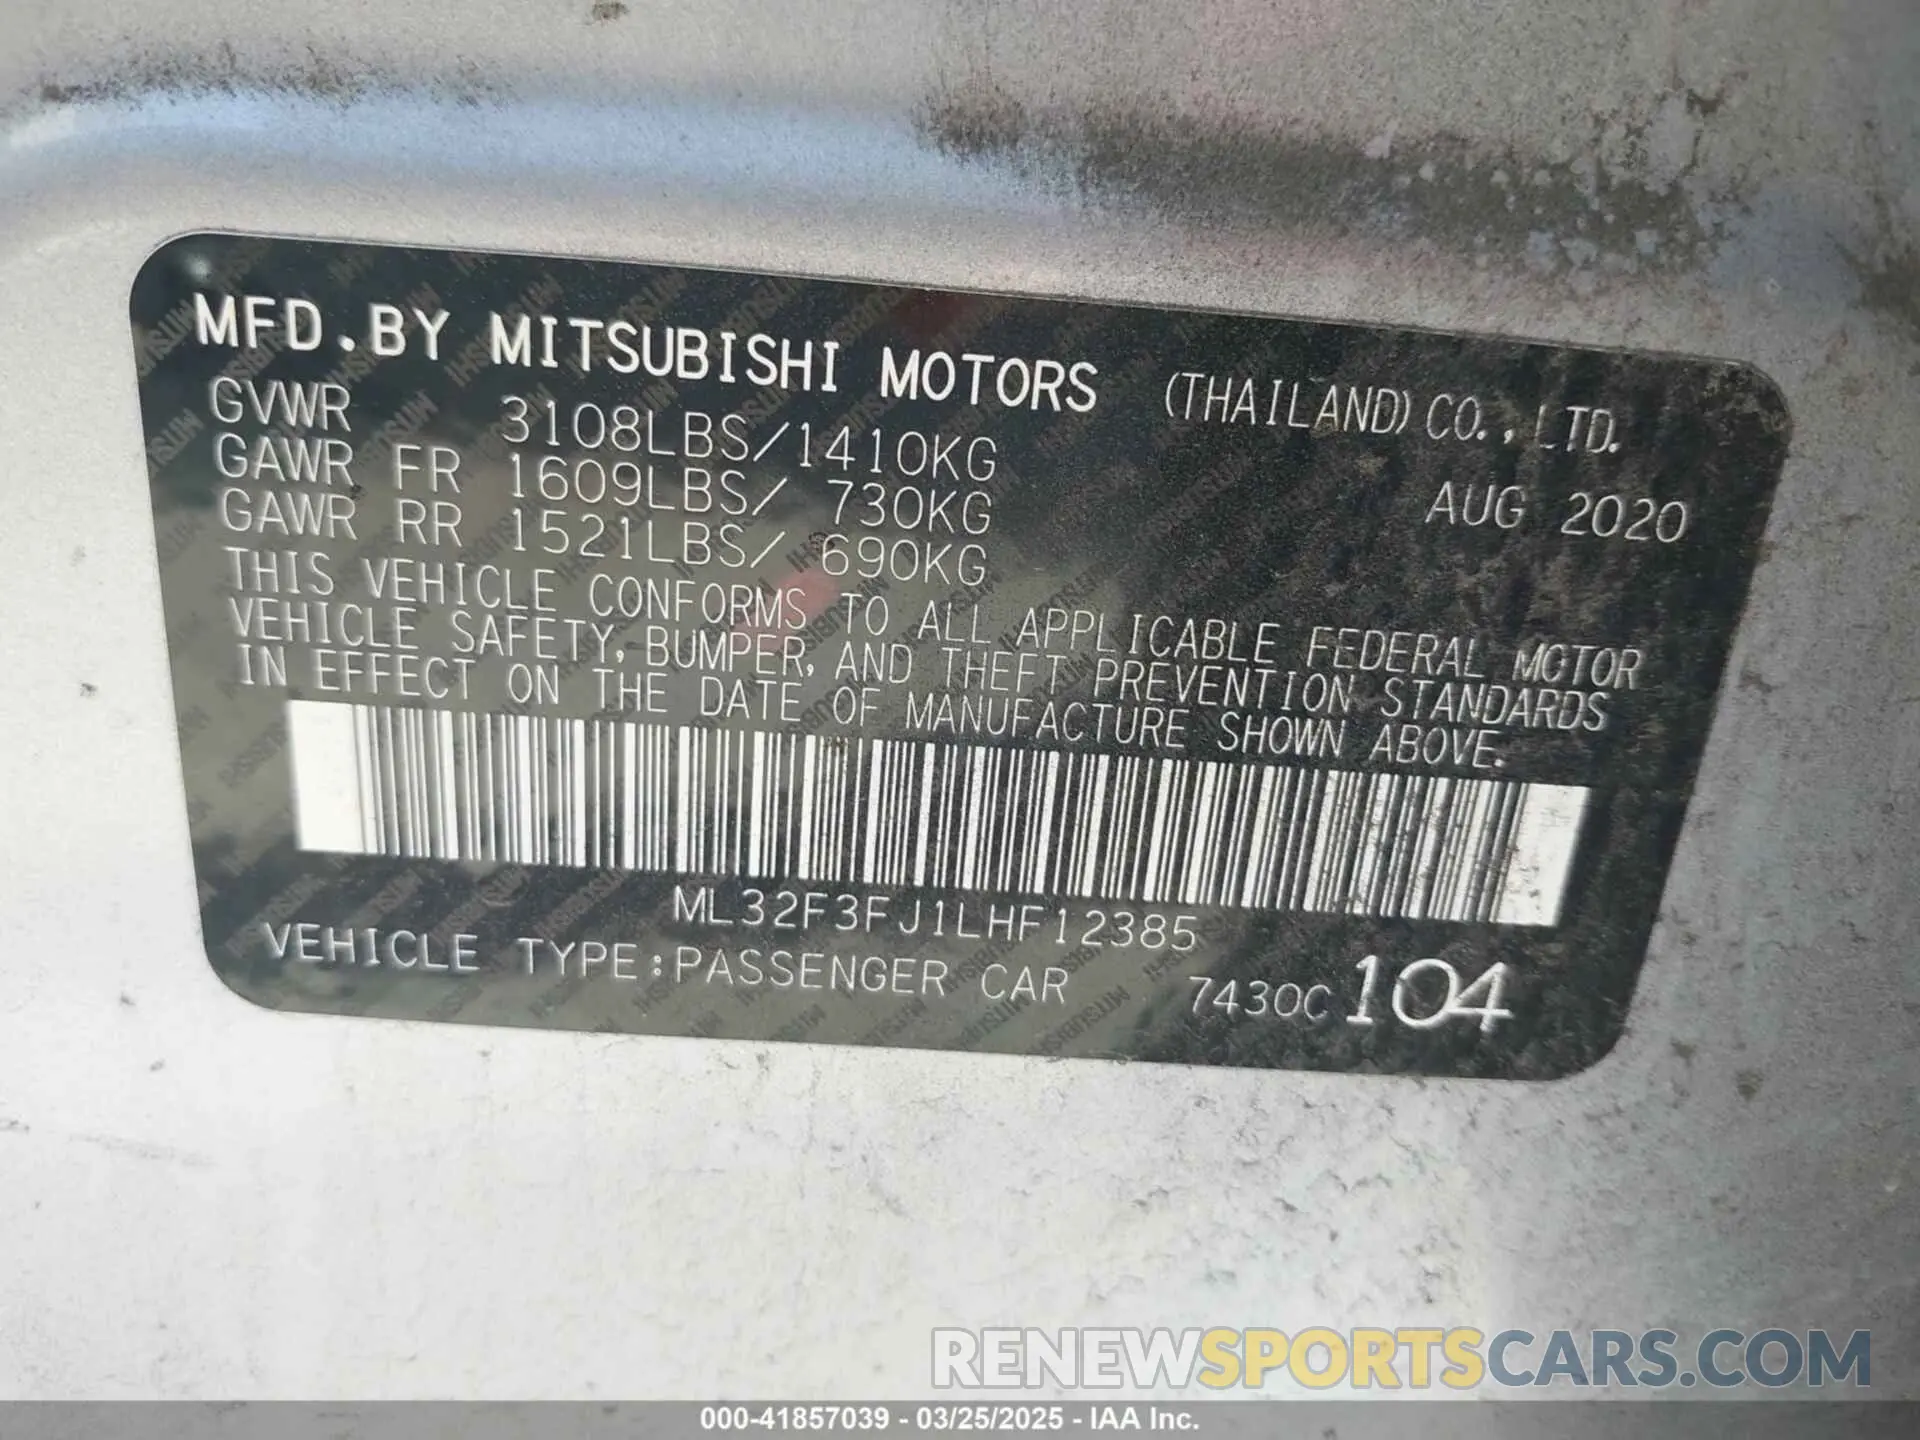 MFD.BY MITSUBISHI MOTORS (THAILAND) CO., LTD.
GVWR 3108LBS/1410KG
AUG 2020
GAWR FR 1609LBS/ 730KG
GAWR RR 1521LBS/ 690KG
THIS VEHICLE CONFORMS TO ALL APPLICABLE FEDERAL MOTOR
VEHICLE SAFETY, BUMPER, AND THEFT PREVENTION STANDARDS
IN EFFECT ON THE DATE OF MANUFACTURE SHOWN ABOVE.
ML32F3FJ1LHF12385
VEHICLE TYPE:PASSENGER CAR 7430C 104
RENEWSPORTSCARS.COM
000-41857039 - 03/25/2025 - IAA Inc.